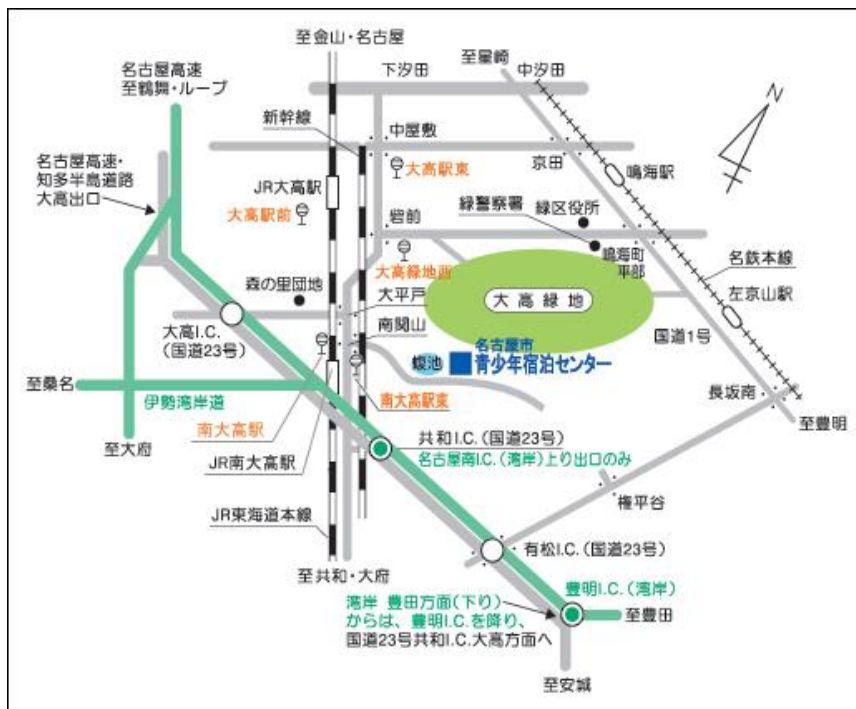 至金山・名古屋
至星崎
名古屋高速
至鶴舞・ループ
下汐田
中汐田
新幹線
中屋敷
N
京田
鳴海駅
名古屋高速・
知多半島道路
大高出口
大高駅東
JR大高駅
大高駅前
砦前
緑警察署
緑区役所
鳴海町
平部
名鉄本線
大高緑地西
森の里団地
大平戸
大高緑地
左京山駅
大高I.C.
(国道23号)
南関山
国道1号
名古屋市
青少年宿泊センター
至桑名
伊勢湾岸道
長坂南
南大高駅
南大高駅東
至豊明
至大府
共和I.C.(国道23号)
名古屋南I.C.(湾岸)上り出口のみ
JR南大高駅
権平谷
JR東海道本線
有松I.C.(国道23号)
至共和・大府
豊明I.C.(湾岸)
湾岸 豊田方面(下り)
からは、豊明I.C.を降り、
国道23号共和I.C.大高方面へ
至豊田
至安城